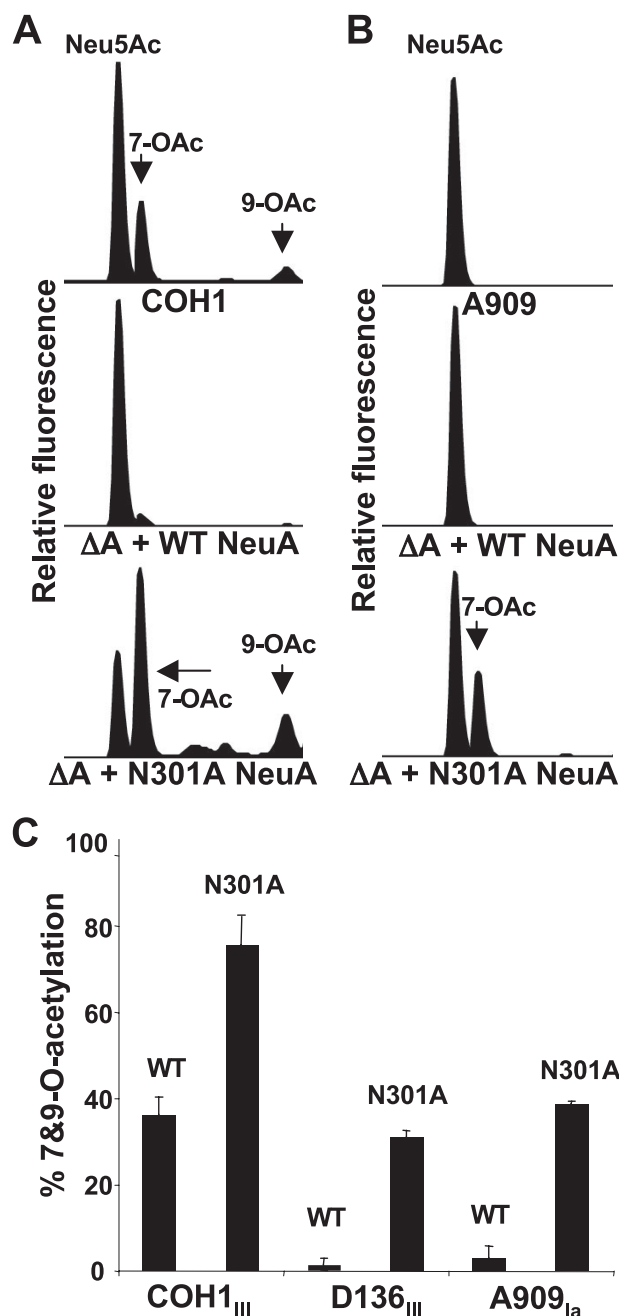 A
Neu5Ac
7-OAc
9-OAc
COH1
ΔA + WT NeuA
9-OAc
7-OAc
ΔA + N301A NeuA
Relative fluorescence
B
Neu5Ac
A909
ΔA + WT NeuA
7-OAc
ΔA + N301A NeuA
Relative fluorescence
C
% 7&9-O-acetylation
100
80
60
40
20
0
WT
N301A
WT
N301A
WT
N301A
COH1III
D136III
A909Ia